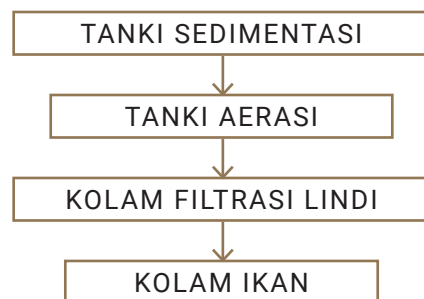 TANKI SEDIMENTASI
TANKI AERASI
KOLAM FILTRASI LINDI
KOLAM IKAN